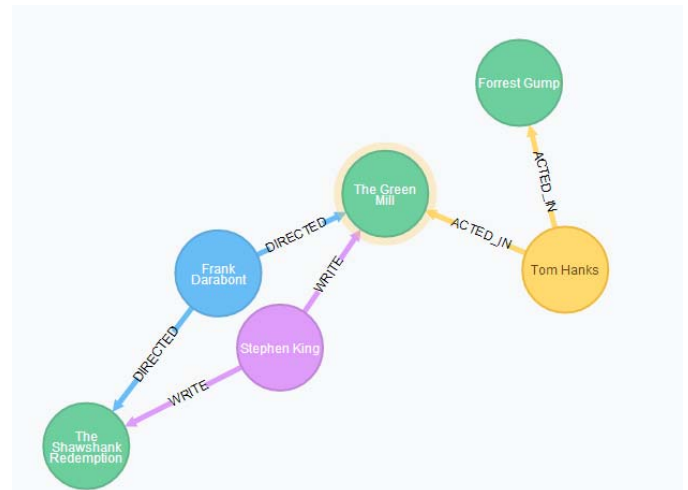 Forrest Gump
ACTED_IN
The Green
Mill
DIRECTED
ACTED_IN
Frank
Darabont
WRITE
Tom Hanks
DIRECTED
Stephen King
WRITE
The
Shawshank
Redemption